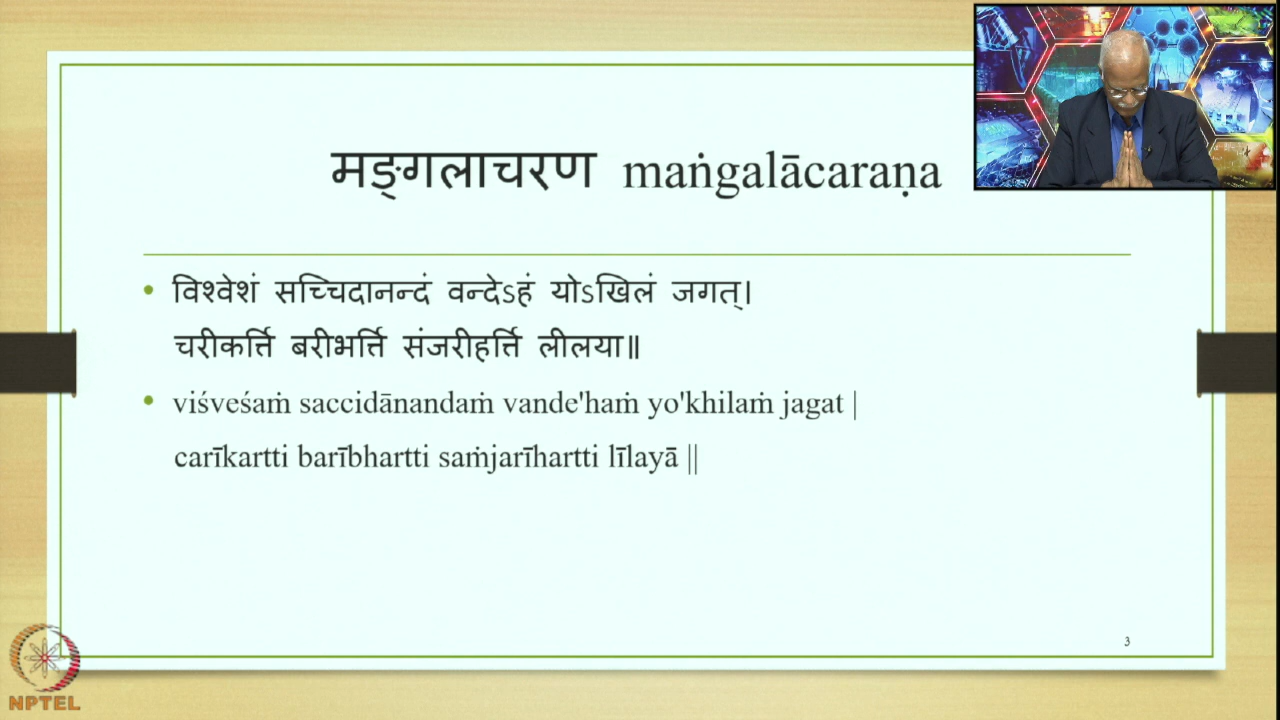 मङ्गलाचरण maṅgalācaraṇa
• विश्वेशं सच्चिदानन्दं वन्देऽहं योऽखिलं जगत्।
चरीकर्त्ति बरीभर्त्ति संजरीहर्त्ति लीलया॥
• viśveśaṁ saccidānandaṁ vande'haṁ yo'khilaṁ jagat |
carīkartti barībhartti saṁjarīhartti līlayā ||
3
NPTEL